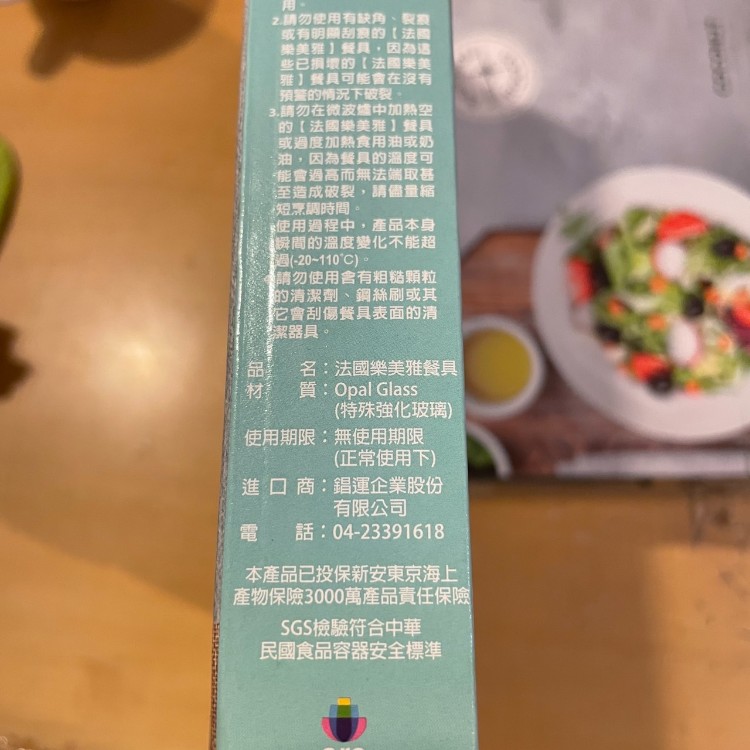 用。
2.請勿使用有缺角、裂痕
或有明顯刮痕的【法國
樂美雅】餐具，因為這
些已損壞的【法國樂美
雅】餐具可能會在沒有
預警的情況下破裂。
3.請勿在微波爐中加熱空
的【法國樂美雅】餐具
或過度加熱食用油或奶
油，因為餐具的溫度可
能會過高而無法端取甚
至造成破裂，請儘量縮
短烹調時間。
使用過程中，產品本身
瞬間的溫度變化不能超
過(-20~110°C)。
請勿使用含有粗糙顆粒
的清潔劑、鋼絲刷或其
它會刮傷餐具表面的清
潔器具。
品名：法國樂美雅餐具
材質：Opal Glass
(特殊強化玻璃)
使用期限：無使用期限
(正常使用下)
進口商：錩運企業股份
有限公司
電話：04-23391618
本產品已投保新安東京海上
產物保險3000萬產品責任保險
SGS檢驗符合中華
民國食品容器安全標準